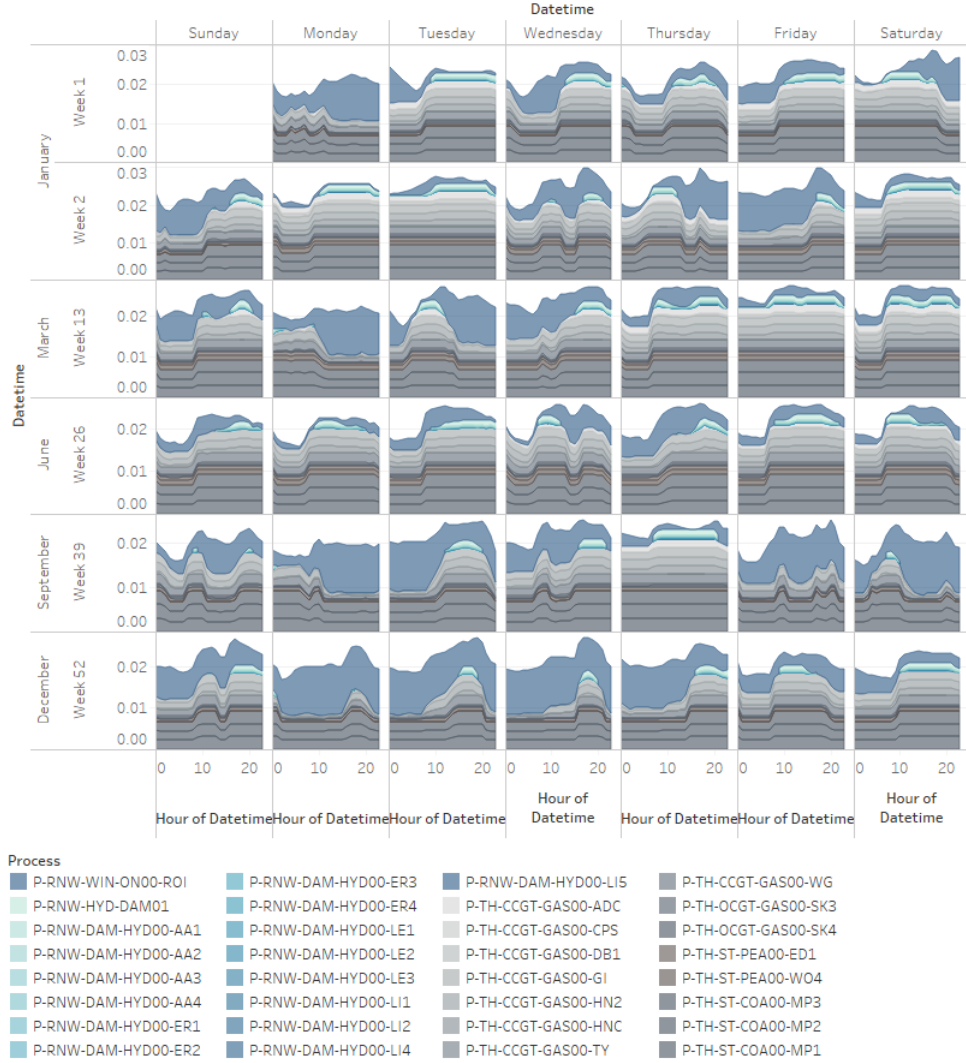 Datetime
Sunday Monday Tuesday Wednesday Thursday Friday Saturday
Datetime
January
Week 1
0.03
0.02
0.01
0.00
Week 2
0.03
0.02
0.01
0.00
March
Week 13
0.02
0.01
0.00
June
Week 26
0.02
0.01
0.00
September
Week 39
0.02
0.01
0.00
December
Week 52
0.02
0.01
0.00
0 10 20 0 10 20 0 10 20 0 10 20 0 10 20 0 10 20 0 10 20
Hour of Datetime Hour of Datetime Hour of Datetime Hour of Datetime Hour of Datetime Hour of Datetime Hour of Datetime
Process
P-RNW-WIN-ON00-ROI P-RNW-DAM-HYD00-ER3 P-RNW-DAM-HYD00-LI5 P-TH-CCGT-GAS00-WG
P-RNW-HYD-DAM01 P-RNW-DAM-HYD00-ER4 P-TH-CCGT-GAS00-ADC P-TH-OCGT-GAS00-SK3
P-RNW-DAM-HYD00-AA1 P-RNW-DAM-HYD00-LE1 P-TH-CCGT-GAS00-CPS P-TH-OCGT-GAS00-SK4
P-RNW-DAM-HYD00-AA2 P-RNW-DAM-HYD00-LE2 P-TH-CCGT-GAS00-DB1 P-TH-ST-PEA00-ED1
P-RNW-DAM-HYD00-AA3 P-RNW-DAM-HYD00-LE3 P-TH-CCGT-GAS00-GI P-TH-ST-PEA00-WO4
P-RNW-DAM-HYD00-AA4 P-RNW-DAM-HYD00-LI1 P-TH-CCGT-GAS00-HN2 P-TH-ST-COA00-MP3
P-RNW-DAM-HYD00-ER1 P-RNW-DAM-HYD00-LI2 P-TH-CCGT-GAS00-HNC P-TH-ST-COA00-MP2
P-RNW-DAM-HYD00-ER2 P-RNW-DAM-HYD00-LI4 P-TH-CCGT-GAS00-TY P-TH-ST-COA00-MP1